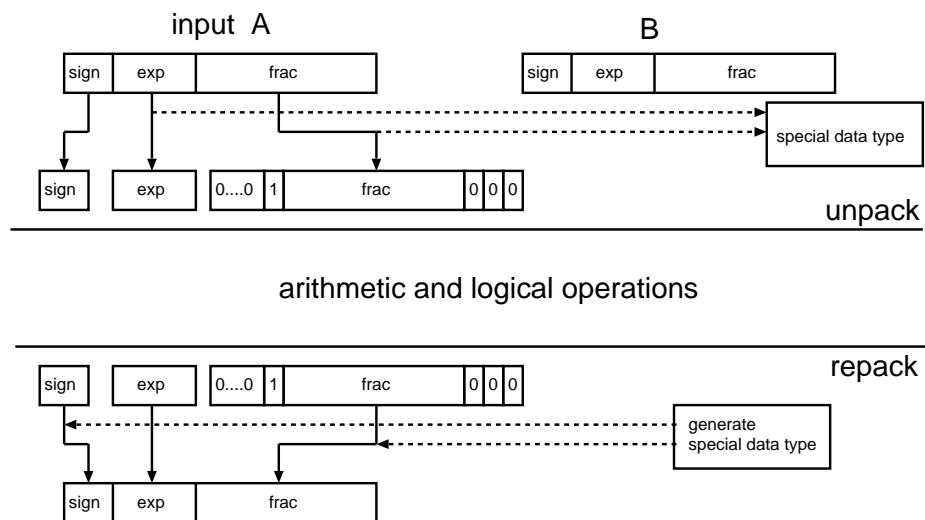 input A
B
sign exp frac
sign exp frac
special data type
sign exp 0....0 1 frac 0 0 0
unpack
arithmetic and logical operations
repack
sign exp 0....0 1 frac 0 0 0
generate
special data type
sign exp frac